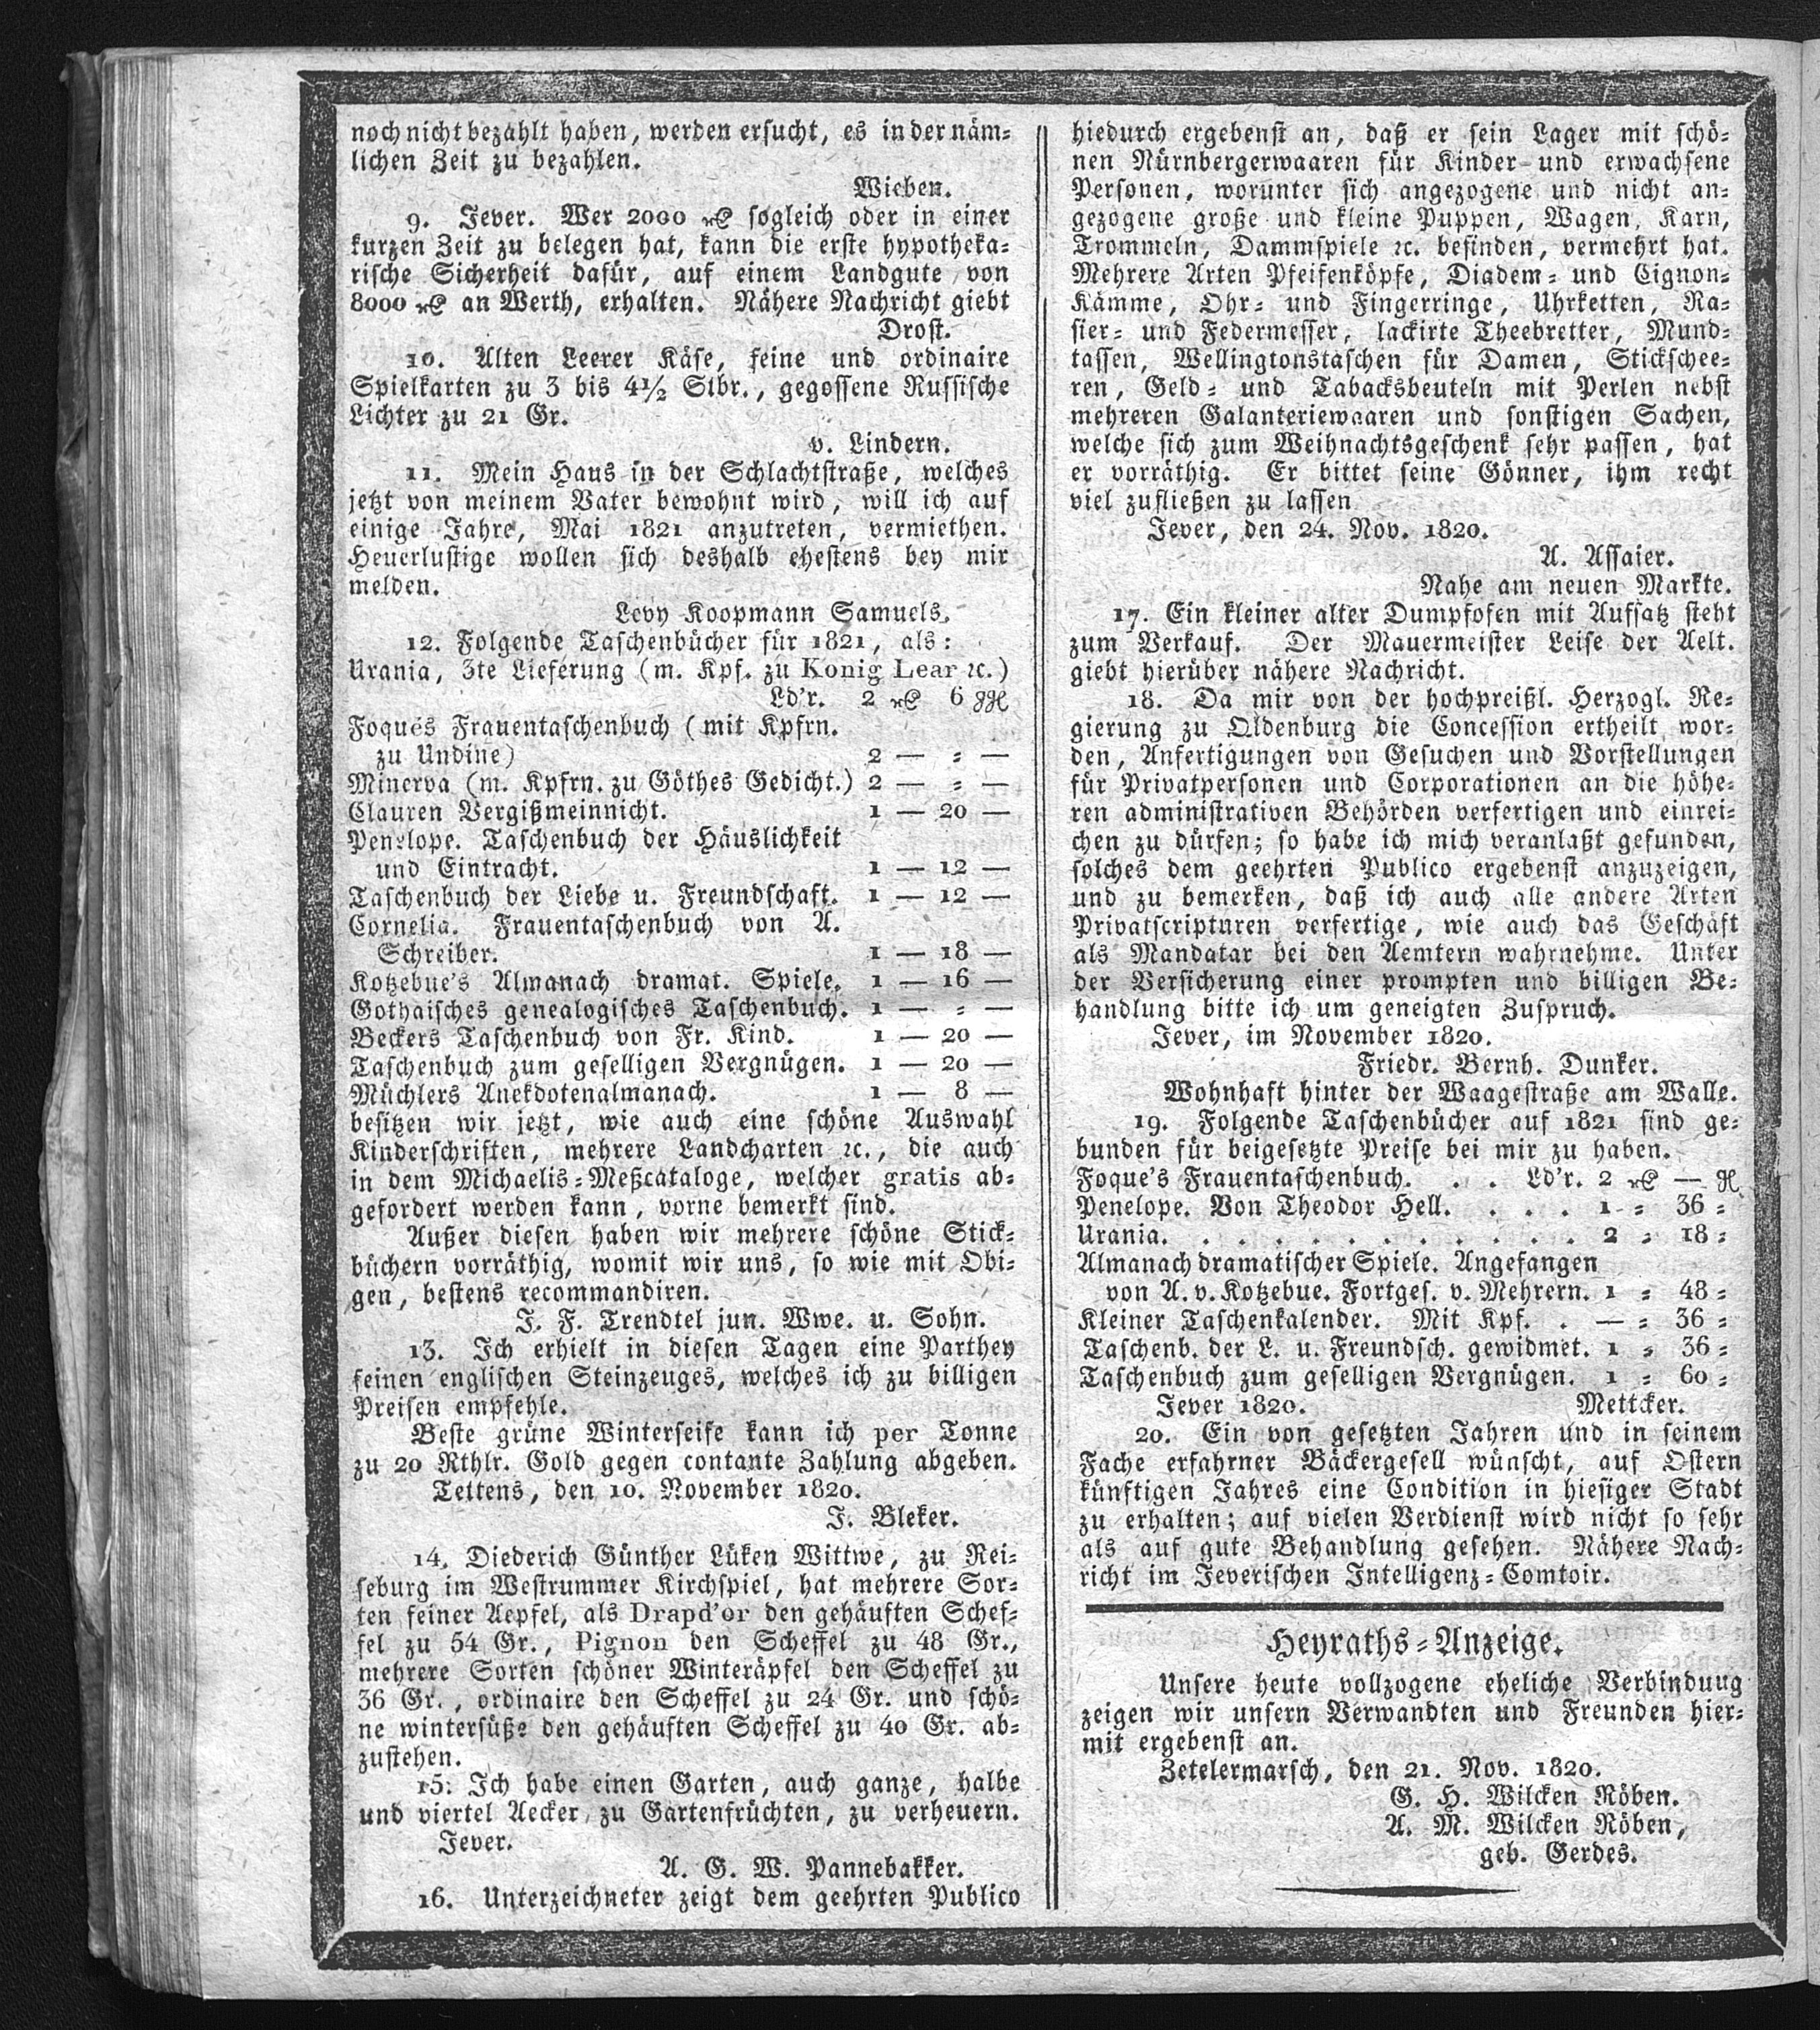 noch nicht bezahlt haben, werden ersucht, es in der näm-
lichen Zeit zu bezahlen.
Wieben.
9. Jever. Wer 2000 Rthlr sogleich oder in einer
kurzen Zeit zu belegen hat, kann die erste hypotheka-
rische Sicherheit dafür, auf einem Landgute von
8000 Rthlr an Werth, erhalten. Nähere Nachricht giebt
Drost.
10. Alten Leerer Käse, feine und ordinaire
Spielkarten zu 3 bis 4½ Stbr., gegossene Russische
Lichter zu 21 Gr.
v. Lindern.
11. Mein Haus in der Schlachtstraße, welches
jetzt von meinem Vater bewohnt wird, will ich auf
einige Jahre, Mai 1821 anzutreten, vermiethen.
Heuerlustige wollen sich deshalb ehestens bey mir
melden.
Levy Koopmann Samuels.
12. Folgende Taschenbücher für 1821, als:
Urania, 3te Lieferung (m. Kpf. zu König Lear ꝛc.)
Ld'r. 2 Rthlr 6 gGr
Foqués Frauentaschenbuch (mit Kpfrn.
zu Undine) 2 — - —
Minerva (m. Kpfrn. zu Göthes Gedicht.) 2 — - —
Clauren Vergißmeinnicht. 1 — 20 —
Penelope. Taschenbuch der Häuslichkeit
und Eintracht. 1 — 12 —
Taschenbuch der Liebe u. Freundschaft. 1 — 12 —
Cornelia. Frauentaschenbuch von A.
Schreiber. 1 — 18 —
Kotzebue's Almanach dramat. Spiele. 1 — 16 —
Gothaisches genealogisches Taschenbuch. 1 — - —
Beckers Taschenbuch von Fr. Kind. 1 — 20 —
Taschenbuch zum geselligen Vergnügen. 1 — 20 —
Müchlers Anekdotenalmanach. 1 — 8 —
besitzen wir jetzt, wie auch eine schöne Auswahl
Kinderschriften, mehrere Landcharten ꝛc., die auch
in dem Michaelis-Meßcataloge, welcher gratis ab-
gefordert werden kann, vorne bemerkt sind.
Außer diesen haben wir mehrere schöne Stick-
büchern vorräthig, womit wir uns, so wie mit Obi-
gen, bestens recommandiren.
J. F. Trendtel jun. Wwe. u. Sohn.
13. Ich erhielt in diesen Tagen eine Parthey
feinen englischen Steinzeuges, welches ich zu billigen
Preisen empfehle.
Beste grüne Winterseife kann ich per Tonne
zu 20 Rthlr. Gold gegen contante Zahlung abgeben.
Tettens, den 10. November 1820.
J. Bleker.
14. Diederich Günther Lüken Wittwe, zu Rei-
seburg im Westrummer Kirchspiel, hat mehrere Sor-
ten feiner Aepfel, als Drapd'or den gehäuften Schef-
fel zu 54 Gr., Pignon den Scheffel zu 48 Gr.,
mehrere Sorten schöner Winteräpfel den Scheffel zu
36 Gr., ordinaire den Scheffel zu 24 Gr. und schö-
ne wintersüße den gehäuften Scheffel zu 40 Gr. ab-
zustehen.
15. Ich habe einen Garten, auch ganze, halbe
und viertel Aecker zu Gartenfrüchten, zu verheuern.
Jever.
A. G. W. Pannebakker.
16. Unterzeichneter zeigt dem geehrten Publico
hiedurch ergebenst an, daß er sein Lager mit schö-
nen Nürnbergerwaaren für Kinder und erwachsene
Personen, worunter sich angezogene und nicht an-
gezogene große und kleine Puppen, Wagen, Karn,
Trommeln, Dammspiele ꝛc. befinden, vermehrt hat.
Mehrere Arten Pfeifenköpfe, Diadem- und Cignon-
Kämme, Ohr- und Fingerringe, Uhrketten, Ra-
sier- und Federmesser, lackirte Theebretter, Mund-
tassen, Wellingtonstaschen für Damen, Stickschee-
ren, Geld- und Tabacksbeuteln mit Perlen nebst
mehreren Galanteriewaaren und sonstigen Sachen,
welche sich zum Weihnachtsgeschenk sehr passen, hat
er vorräthig. Er bittet seine Gönner, ihm recht
viel zufließen zu lassen
Jever, den 24. Nov. 1820.
A. Assaier.
Nahe am neuen Markte.
17. Ein kleiner alter Dumpfofen mit Aufsatz steht
zum Verkauf. Der Mauermeister Leise der Aelt.
giebt hierüber nähere Nachricht.
18. Da mir von der hochpreißl. Herzogl. Re-
gierung zu Oldenburg die Concession ertheilt wor-
den, Anfertigungen von Gesuchen und Vorstellungen
für Privatpersonen und Corporationen an die höhe-
ren administrativen Behörden verfertigen und einrei-
chen zu dürfen; so habe ich mich veranlaßt gefunden,
solches dem geehrten Publico ergebenst anzuzeigen,
und zu bemerken, daß ich auch alle andere Arten
Privatscripturen verfertige, wie auch das Geschäft
als Mandatar bei den Aemtern wahrnehme. Unter
der Versicherung einer prompten und billigen Be-
handlung bitte ich um geneigten Zuspruch.
Jever, im November 1820.
Friedr. Bernh. Dunker.
Wohnhaft hinter der Waagestraße am Walle.
19. Folgende Taschenbücher auf 1821 sind ge-
bunden für beigesetzte Preise bei mir zu haben.
Foque's Frauentaschenbuch. . . Ld'r. 2 Rthlr — Gr
Penelope. Von Theodor Hell. . . . 1 - 36 -
Urania. . . . . . . . . . . . . 2 - 18 -
Almanach dramatischer Spiele. Angefangen
von A. v. Kotzebue. Fortges. v. Mehrern. 1 - 48 -
Kleiner Taschenkalender. Mit Kpf. . — - 36 -
Taschenb. der L. u. Freundsch. gewidmet. 1 - 36 -
Taschenbuch zum geselligen Vergnügen. 1 - 60 -
Jever 1820. Mettcker.
20. Ein von gesetzten Jahren und in seinem
Fache erfahrner Bäckergesell wünscht, auf Ostern
künftigen Jahres eine Condition in hiesiger Stadt
zu erhalten; auf vielen Verdienst wird nicht so sehr
als auf gute Behandlung gesehen. Nähere Nach-
richt im Jeverischen Intelligenz-Comtoir.
Heyraths-Anzeige.
Unsere heute vollzogene eheliche Verbinduug
zeigen wir unsern Verwandten und Freunden hier-
mit ergebenst an.
Zetelermarsch, den 21. Nov. 1820.
G. H. Wilcken Röben.
A. M. Wilcken Röben,
geb. Gerdes.